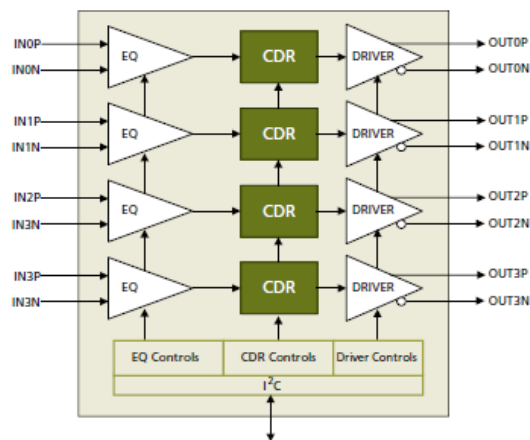 IN0P
EQ
CDR
DRIVER
OUT0P
IN0N
OUT0N
IN1P
EQ
CDR
DRIVER
OUT1P
IN1N
OUT1N
IN2P
EQ
CDR
DRIVER
OUT2P
IN3N
OUT2N
IN3P
EQ
CDR
DRIVER
OUT3P
IN3N
OUT3N
EQ Controls CDR Controls Driver Controls
I²C